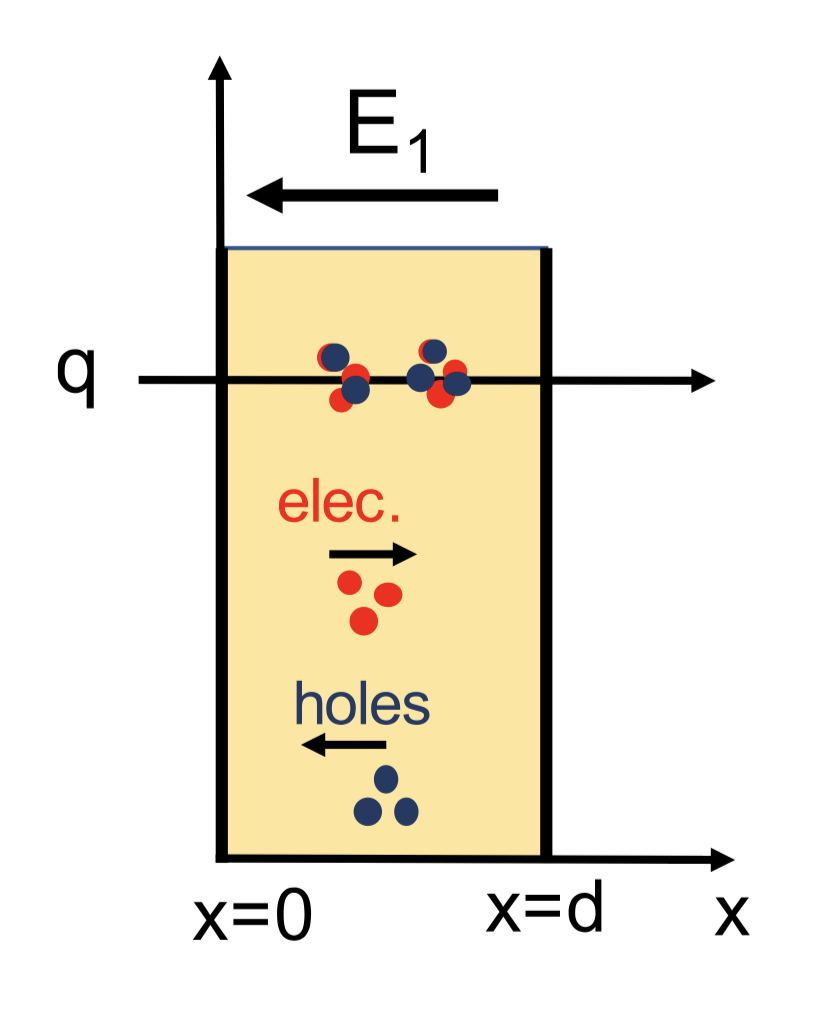 E₁
q
elec.
holes
x=0
x=d
x